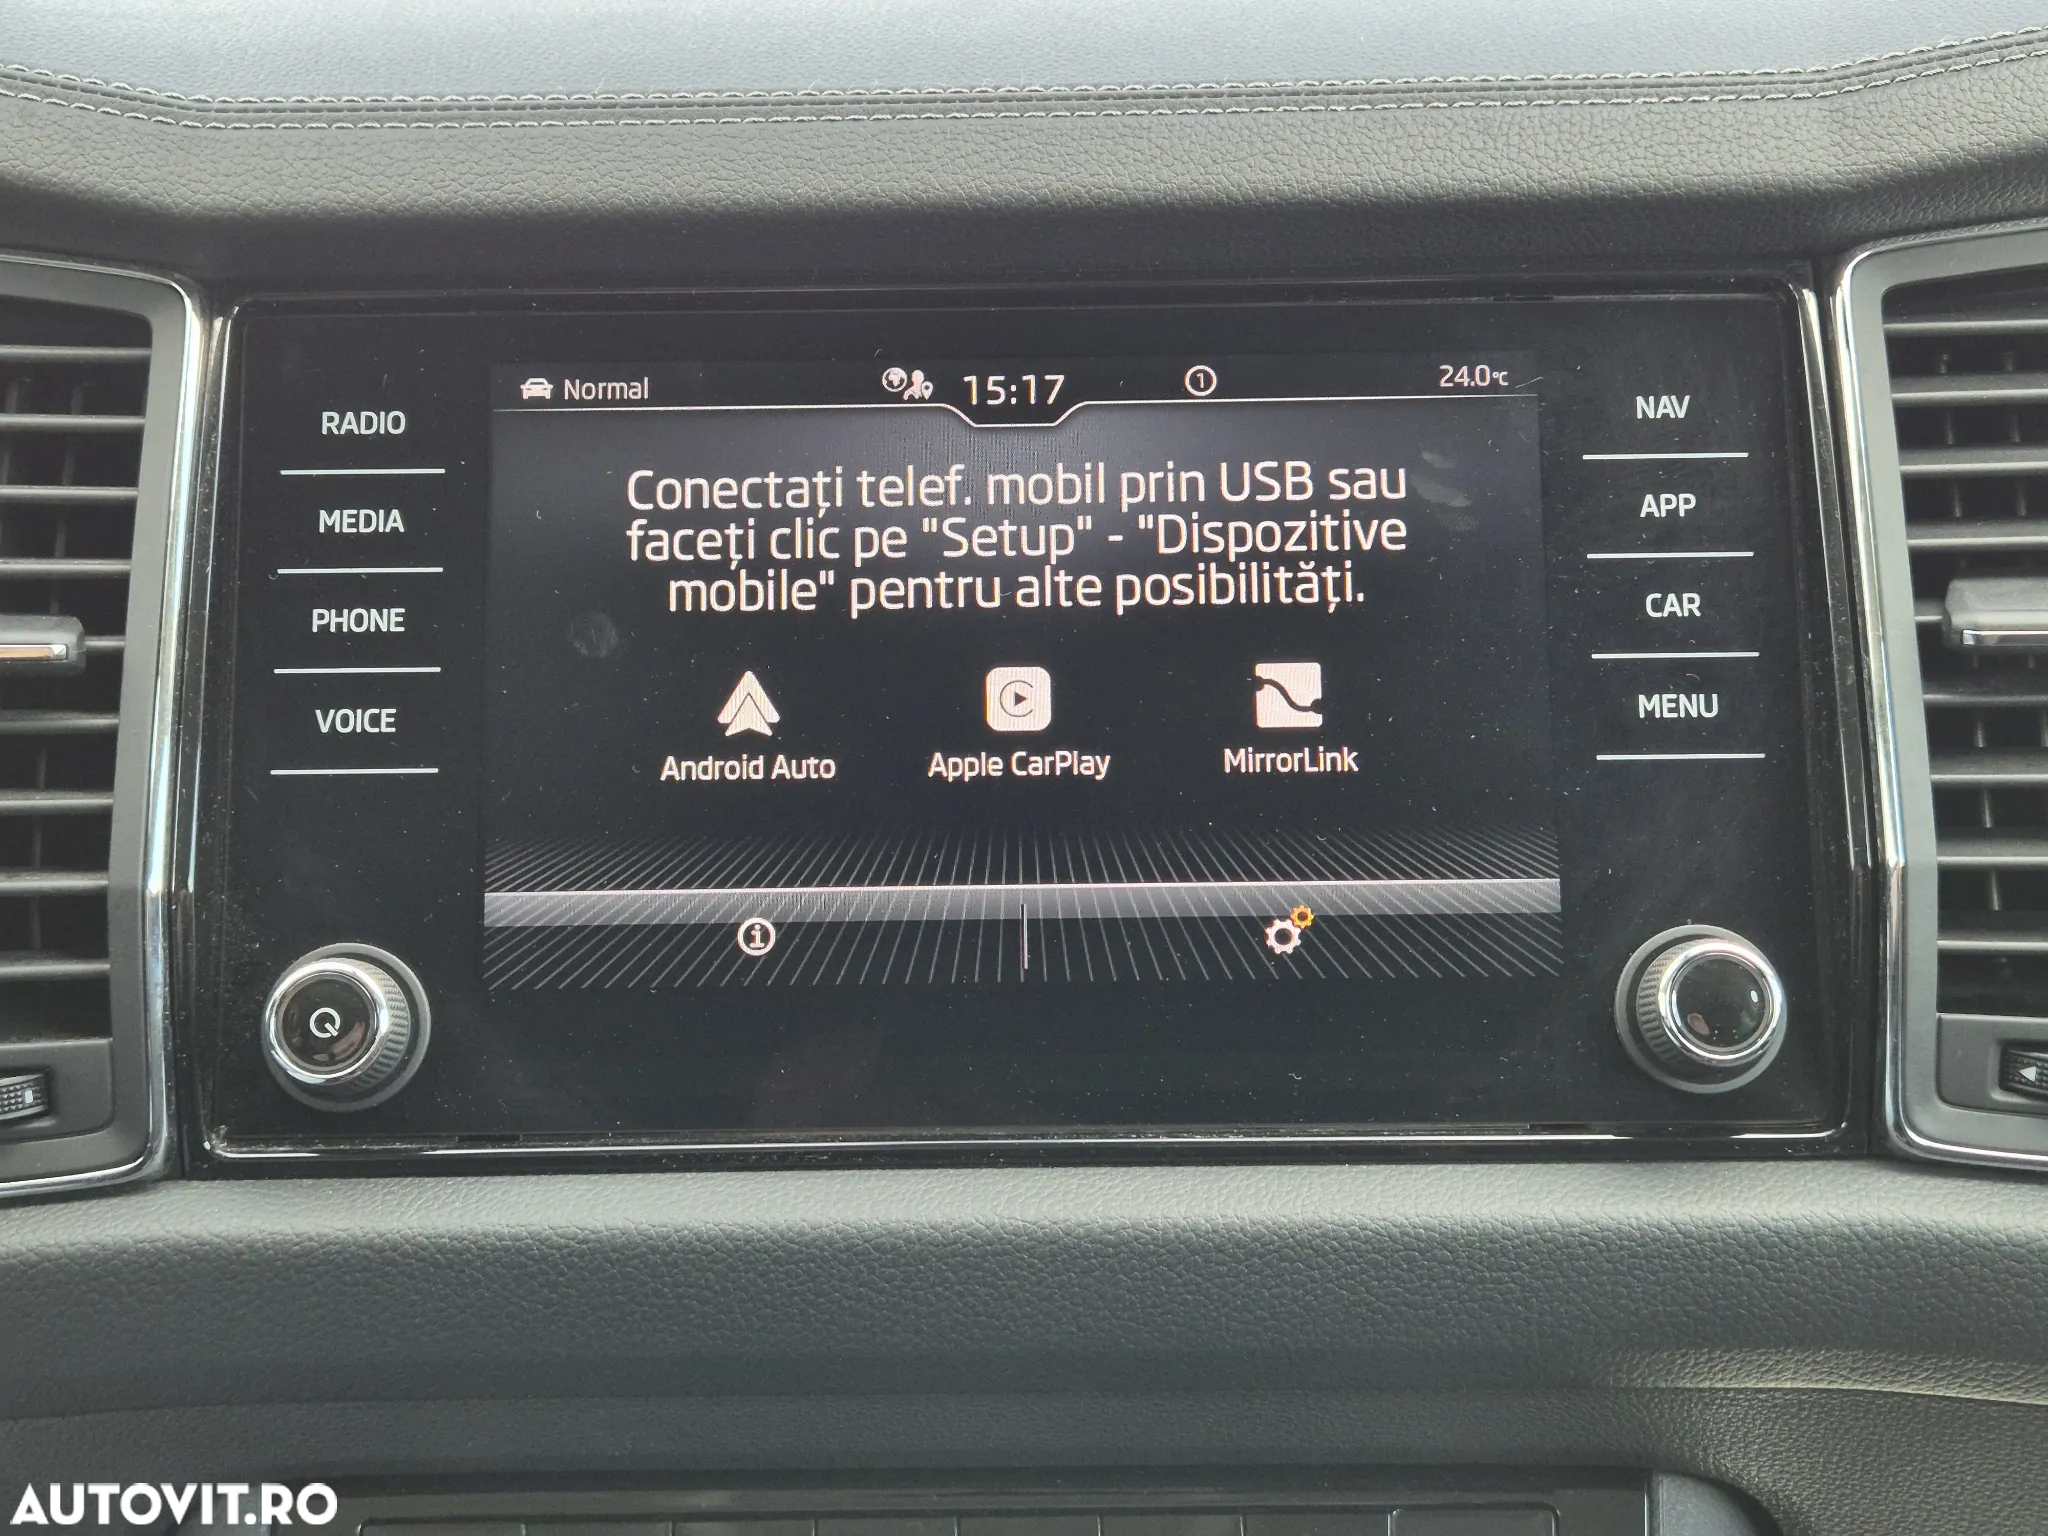 Normal
15:17
1
24.0°C
RADIO
MEDIA
PHONE
VOICE
Conectați telef. mobil prin USB sau
faceți clic pe "Setup" - "Dispozitive
mobile" pentru alte posibilități.
Android Auto
Apple CarPlay
MirrorLink
NAV
APP
CAR
MENU
AUTOVIT.RO